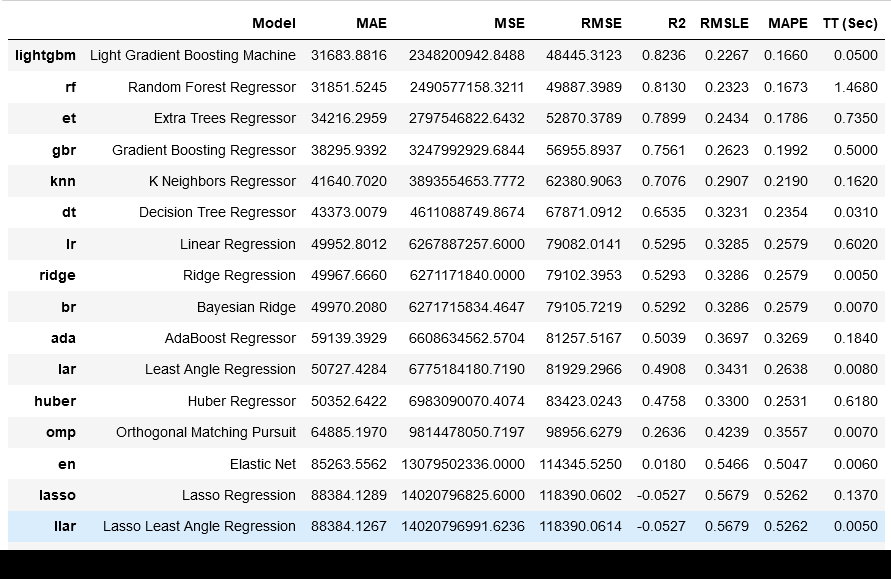 Model MAE MSE RMSE R2 RMSLE MAPE TT (Sec)
lightgbm Light Gradient Boosting Machine 31683.8816 2348200942.8488 48445.3123 0.8236 0.2267 0.1660 0.0500
rf Random Forest Regressor 31851.5245 2490577158.3211 49887.3989 0.8130 0.2323 0.1673 1.4680
et Extra Trees Regressor 34216.2959 2797546822.6432 52870.3789 0.7899 0.2434 0.1786 0.7350
gbr Gradient Boosting Regressor 38295.9392 3247992929.6844 56955.8937 0.7561 0.2623 0.1992 0.5000
knn K Neighbors Regressor 41640.7020 3893554653.7772 62380.9063 0.7076 0.2907 0.2190 0.1620
dt Decision Tree Regressor 43373.0079 4611088749.8674 67871.0912 0.6535 0.3231 0.2354 0.0310
lr Linear Regression 49952.8012 6267887257.6000 79082.0141 0.5295 0.3285 0.2579 0.6020
ridge Ridge Regression 49967.6660 6271171840.0000 79102.3953 0.5293 0.3286 0.2579 0.0050
br Bayesian Ridge 49970.2080 6271715834.4647 79105.7219 0.5292 0.3286 0.2579 0.0070
ada AdaBoost Regressor 59139.3929 6608634562.5704 81257.5167 0.5039 0.3697 0.3269 0.1840
lar Least Angle Regression 50727.4284 6775184180.7190 81929.2966 0.4908 0.3431 0.2638 0.0080
huber Huber Regressor 50352.6422 6983090070.4074 83423.0243 0.4758 0.3300 0.2531 0.6180
omp Orthogonal Matching Pursuit 64885.1970 9814478050.7197 98956.6279 0.2636 0.4239 0.3557 0.0070
en Elastic Net 85263.5562 13079502336.0000 114345.5250 0.0180 0.5466 0.5047 0.0060
lasso Lasso Regression 88384.1289 14020796825.6000 118390.0602 -0.0527 0.5679 0.5262 0.1370
llar Lasso Least Angle Regression 88384.1267 14020796991.6236 118390.0614 -0.0527 0.5679 0.5262 0.0050